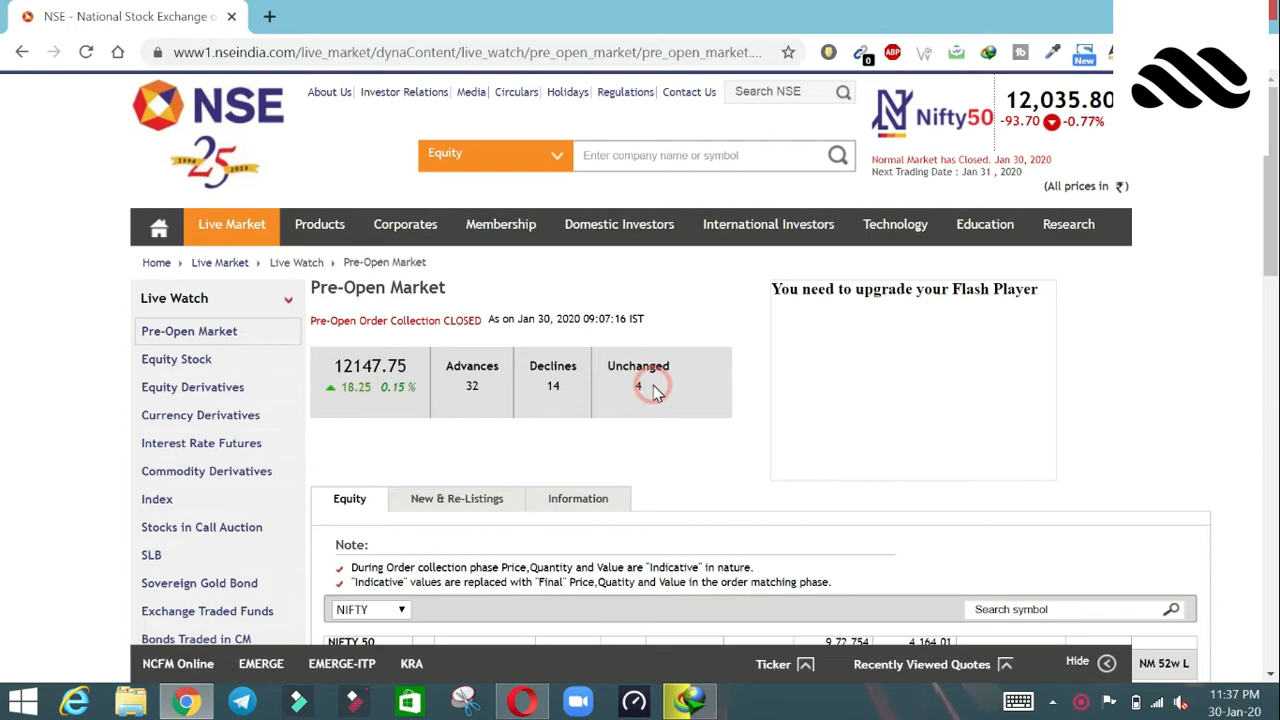 NSE - National Stock Exchange o
www1.nseindia.com/live_market/dynaContent/live_watch/pre_open_market/pre_open_market....
0
ABP
New
NSE
25
About Us
Investor Relations
Media
Circulars
Holidays
Regulations
Contact Us
Search NSE
Equity
Enter company name or symbol
Nifty50
12,035.80
-93.70 -0.77%
Normal Market has Closed. Jan 30, 2020
Next Trading Date : Jan 31 , 2020
(All prices in ₹)
Live Market
Products
Corporates
Membership
Domestic Investors
International Investors
Technology
Education
Research
Home
Live Market
Live Watch
Pre-Open Market
Live Watch
Pre-Open Market
Equity Stock
Equity Derivatives
Currency Derivatives
Interest Rate Futures
Commodity Derivatives
Index
Stocks in Call Auction
SLB
Sovereign Gold Bond
Exchange Traded Funds
Bonds Traded in CM
Pre-Open Market
Pre-Open Order Collection CLOSED As on Jan 30, 2020 09:07:16 IST
12147.75
18.25 0.15 %
Advances
32
Declines
14
Unchanged
4
You need to upgrade your Flash Player
Equity
New & Re-Listings
Information
Note:
During Order collection phase Price,Quantity and Value are "Indicative" in nature.
"Indicative" values are replaced with "Final" Price,Quatity and Value in the order matching phase.
NIFTY
Search symbol
NIFTY 50 9,72,754 4,164.01
NCFM Online
EMERGE
EMERGE-ITP
KRA
Ticker
Recently Viewed Quotes
Hide
NM 52w L
11:37 PM
30-Jan-20